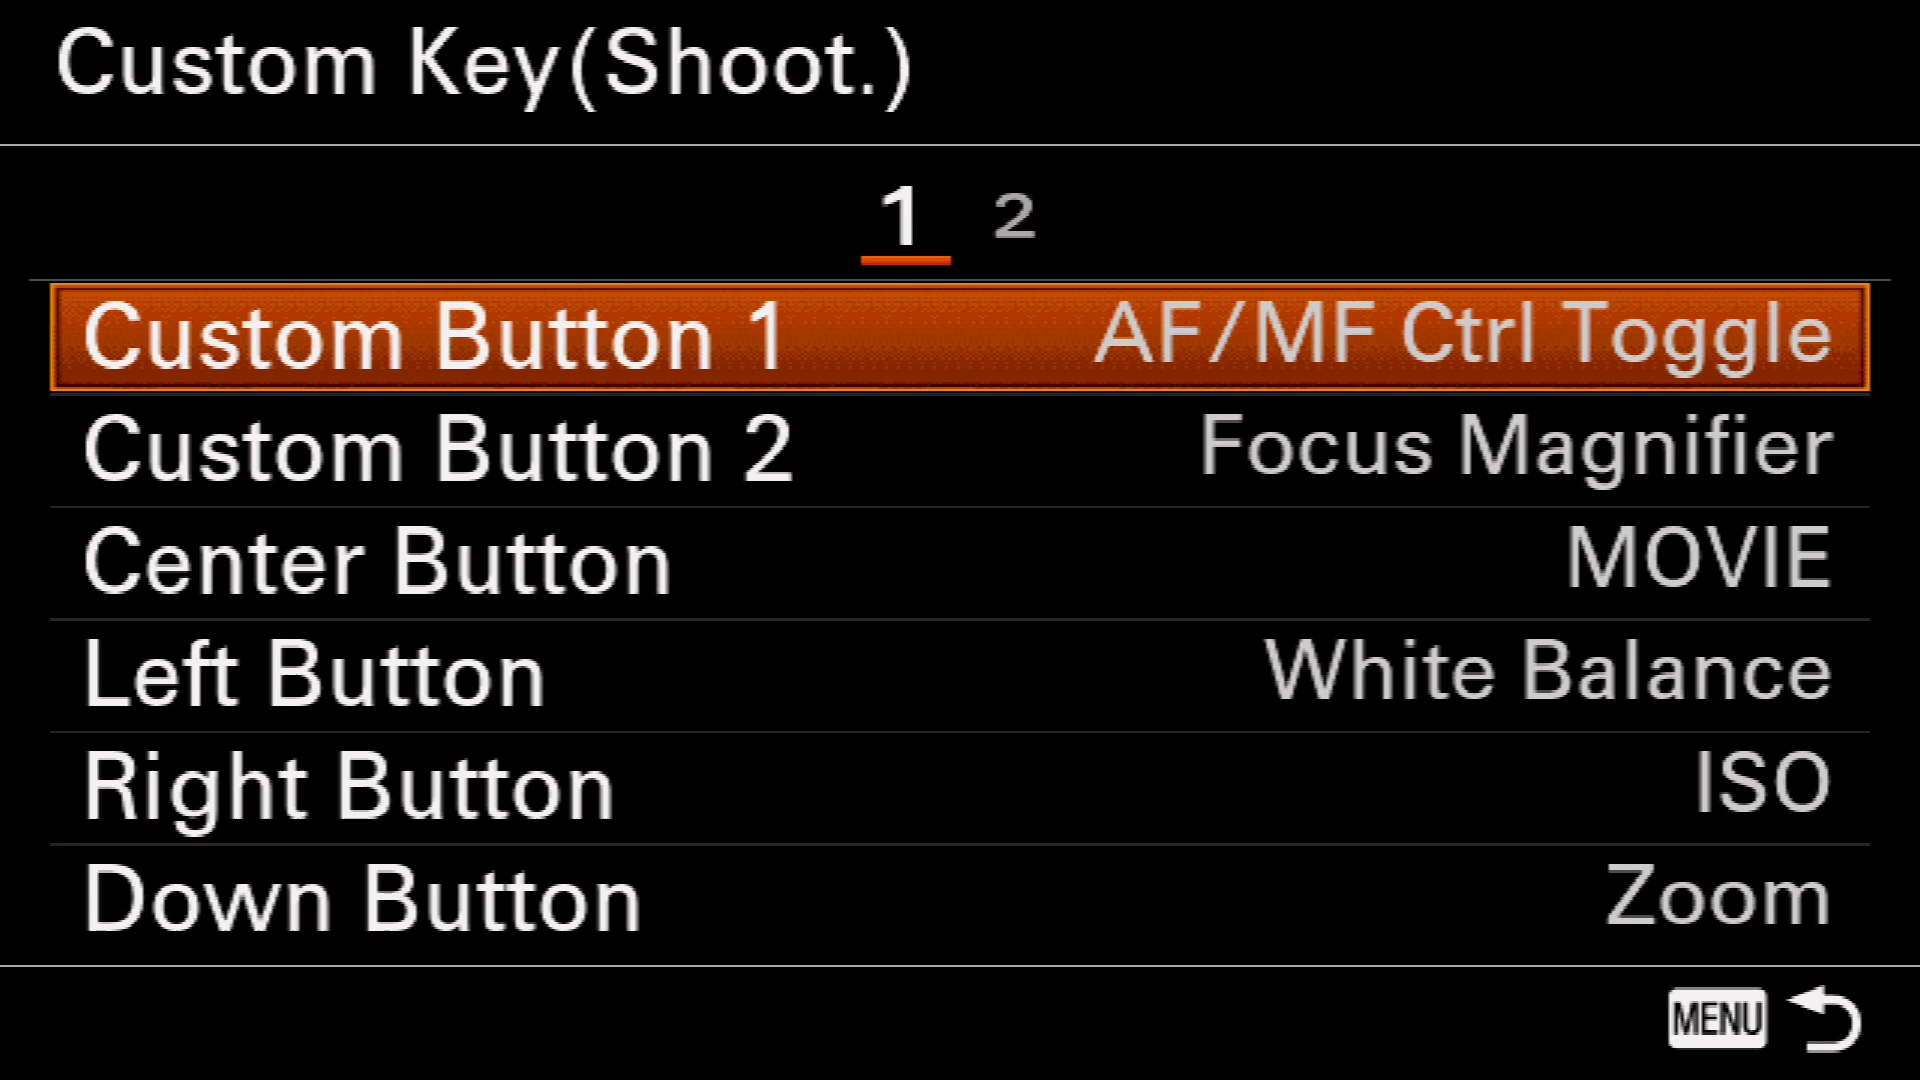 Custom Key(Shoot.)
1 2
Custom Button 1 AF/MF Ctrl Toggle
Custom Button 2 Focus Magnifier
Center Button MOVIE
Left Button White Balance
Right Button ISO
Down Button Zoom
MENU